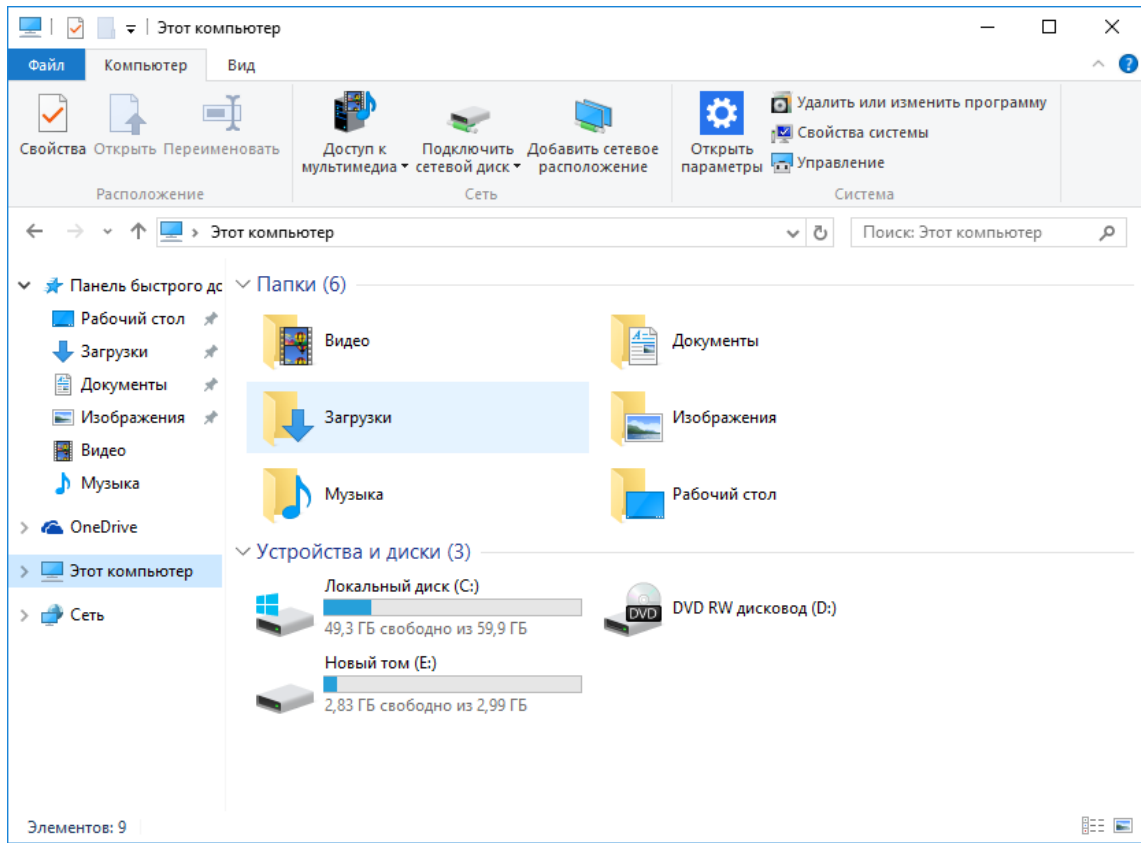 Этот компьютер
Файл Компьютер Вид
Свойства Открыть Переименовать
Доступ к мультимедиа
Подключить сетевой диск
Добавить сетевое расположение
Открыть параметры
Удалить или изменить программу
Свойства системы
Управление
Расположение Сеть Система
Этот компьютер
Поиск: Этот компьютер
Панель быстрого дс
Рабочий стол
Загрузки
Документы
Изображения
Видео
Музыка
OneDrive
Этот компьютер
Сеть
Папки (6)
Видео
Документы
Загрузки
Изображения
Музыка
Рабочий стол
Устройства и диски (3)
Локальный диск (C:)
49,3 ГБ свободно из 59,9 ГБ
DVD
DVD RW дисковод (D:)
Новый том (E:)
2,83 ГБ свободно из 2,99 ГБ
Элементов: 9